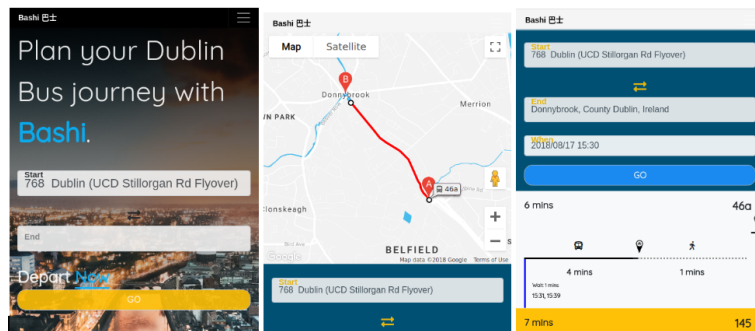 Bashi 巴士
Plan your Dublin
Bus journey with
Bashi.
Start
768 Dublin (UCD Stillorgan Rd Flyover)
End
Depart Now
GO
Bashi 巴士
Map Satellite
B
Donnybrook
Merrion
N PARK
A
46a
lonskeagh
BELFIELD
Google
Map data ©2018 Google Terms of Use
Start
768 Dublin (UCD Stillorgan Rd Flyover)
Bashi 巴士
Start
768 Dublin (UCD Stillorgan Rd Flyover)
End
Donnybrook, County Dublin, Ireland
When
2018/08/17 15:30
GO
6 mins 46a
4 mins 1 mins
Wait: 1 mins
15:31, 15:39
7 mins 145